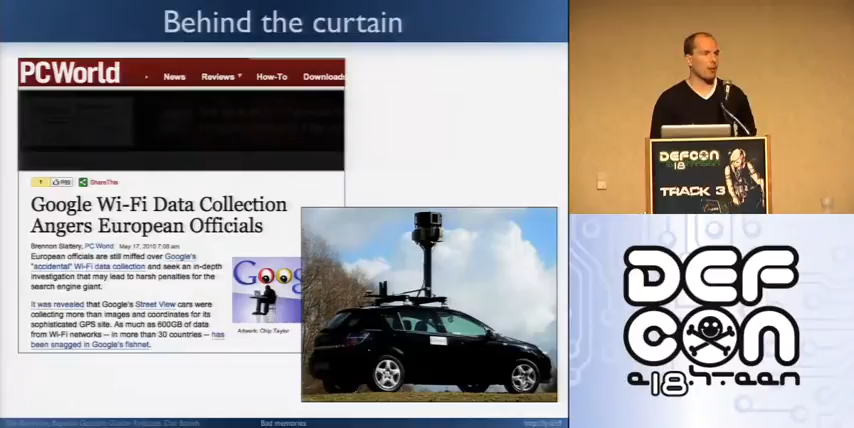 Behind the curtain
PCWorld
News Reviews How-To Downloads
1
ShareThis
Google Wi-Fi Data Collection
Angers European Officials
Brennon Slattery, PC World May 17, 2010 7:08 am
European officials are still miffed over Google's
"accidental" Wi-Fi data collection and seek an in-depth
investigation that may lead to harsh penalties for the
search engine giant.
It was revealed that Google's Street View cars were
collecting more than images and coordinates for its
sophisticated GPS site. As much as 600GB of data
from Wi-Fi networks -- in more than 30 countries -- has
been snagged in Google's fishnet.
Artwork: Chip Taylor
Bad memories
DEFCON
18
TRACK 3
DEF
CON
e18hteen